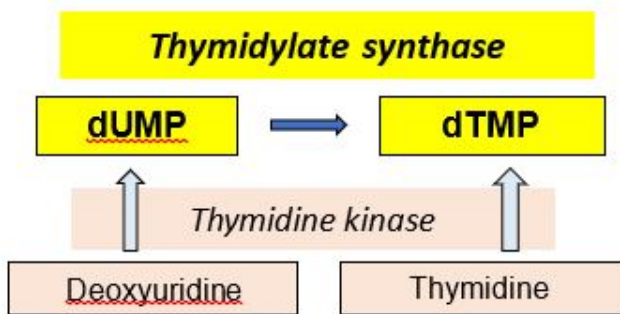 Thymidylate synthase
dUMP
dTMP
Thymidine kinase
Deoxyuridine
Thymidine